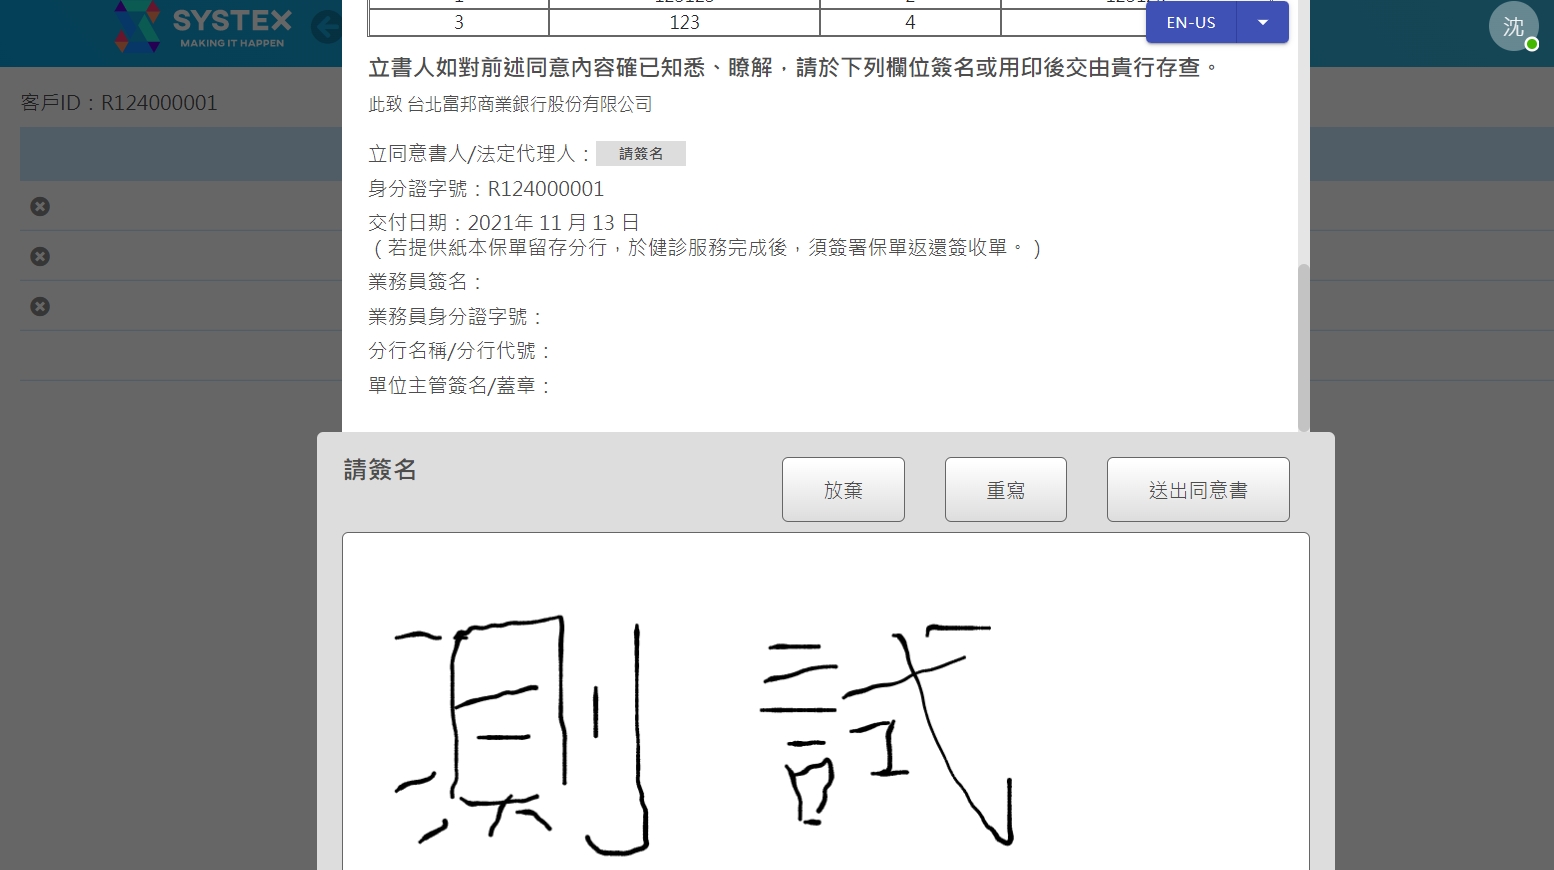 SYSTEX
MAKING IT HAPPEN
EN-US
沈
3 123 4
客戶ID：R124000001
立書人如對前述同意內容確已知悉、瞭解，請於下列欄位簽名或用印後交由貴行存查。
此致 台北富邦商業銀行股份有限公司
立同意書人/法定代理人： 請簽名
身分證字號：R124000001
交付日期：2021年 11 月 13 日
（若提供紙本保單留存分行，於健診服務完成後，須簽署保單返還簽收單。）
業務員簽名：
業務員身分證字號：
分行名稱/分行代號：
單位主管簽名/蓋章：
請簽名
放棄
重寫
送出同意書
測試